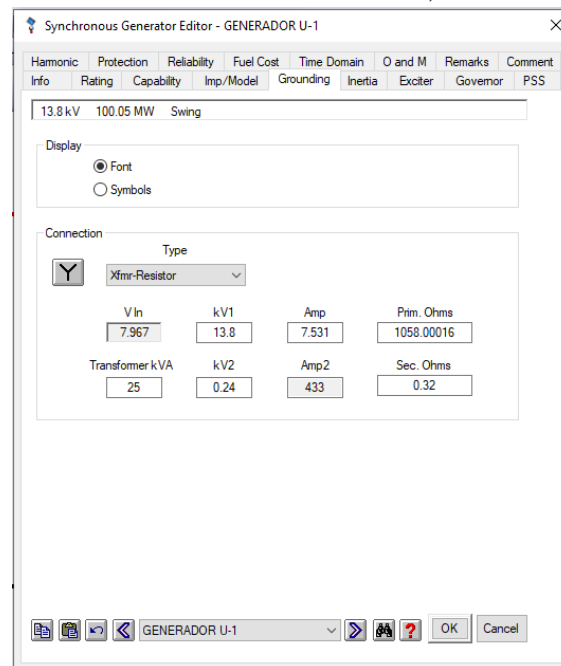 Synchronous Generator Editor - GENERADOR U-1
Harmonic Protection Reliability Fuel Cost Time Domain O and M Remarks Comment
Info Rating Capability Imp/Model Grounding Inertia Exciter Governor PSS
13.8 kV 100.05 MW Swing
Display
Font
Symbols
Connection
Type
Y Xfmr-Resistor
V ln kV1 Amp Prim. Ohms
7.967 13.8 7.531 1058.00016
Transformer kVA kV2 Amp2 Sec. Ohms
25 0.24 433 0.32
GENERADOR U-1 ? OK Cancel